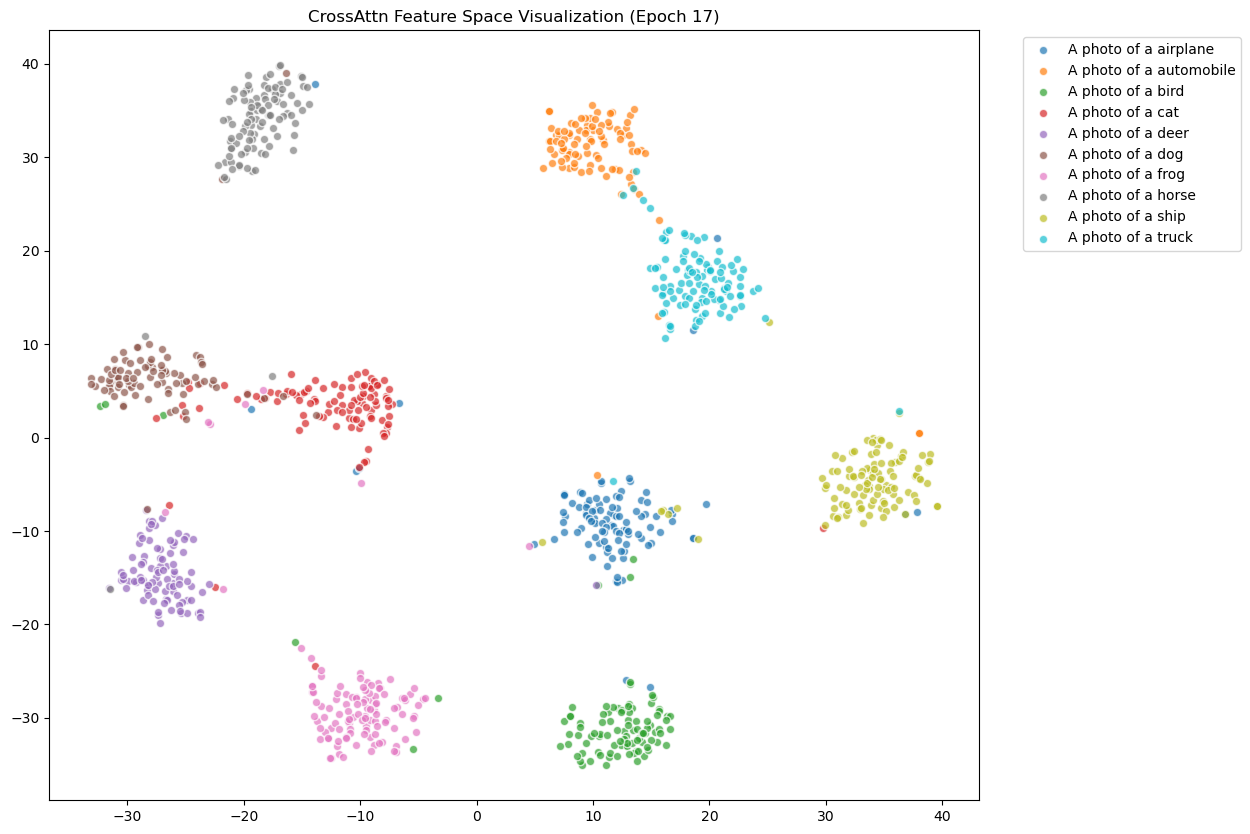 CrossAttn Feature Space Visualization (Epoch 17)
A photo of a airplane
A photo of a automobile
A photo of a bird
A photo of a cat
A photo of a deer
A photo of a dog
A photo of a frog
A photo of a horse
A photo of a ship
A photo of a truck
40
30
20
10
0
−10
−20
−30
−30 −20 −10 0 10 20 30 40